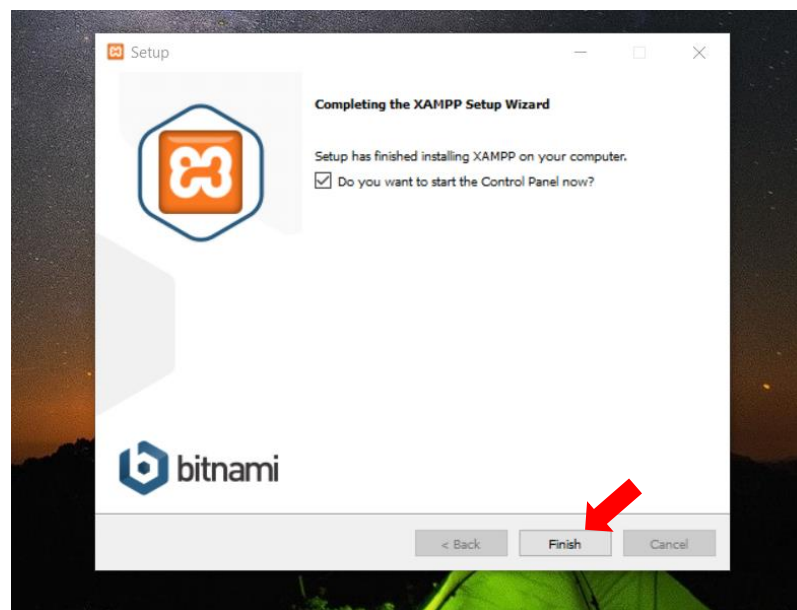 Setup
Completing the XAMPP Setup Wizard
Setup has finished installing XAMPP on your computer.
Do you want to start the Control Panel now?
bitnami
< Back
Finish
Cancel